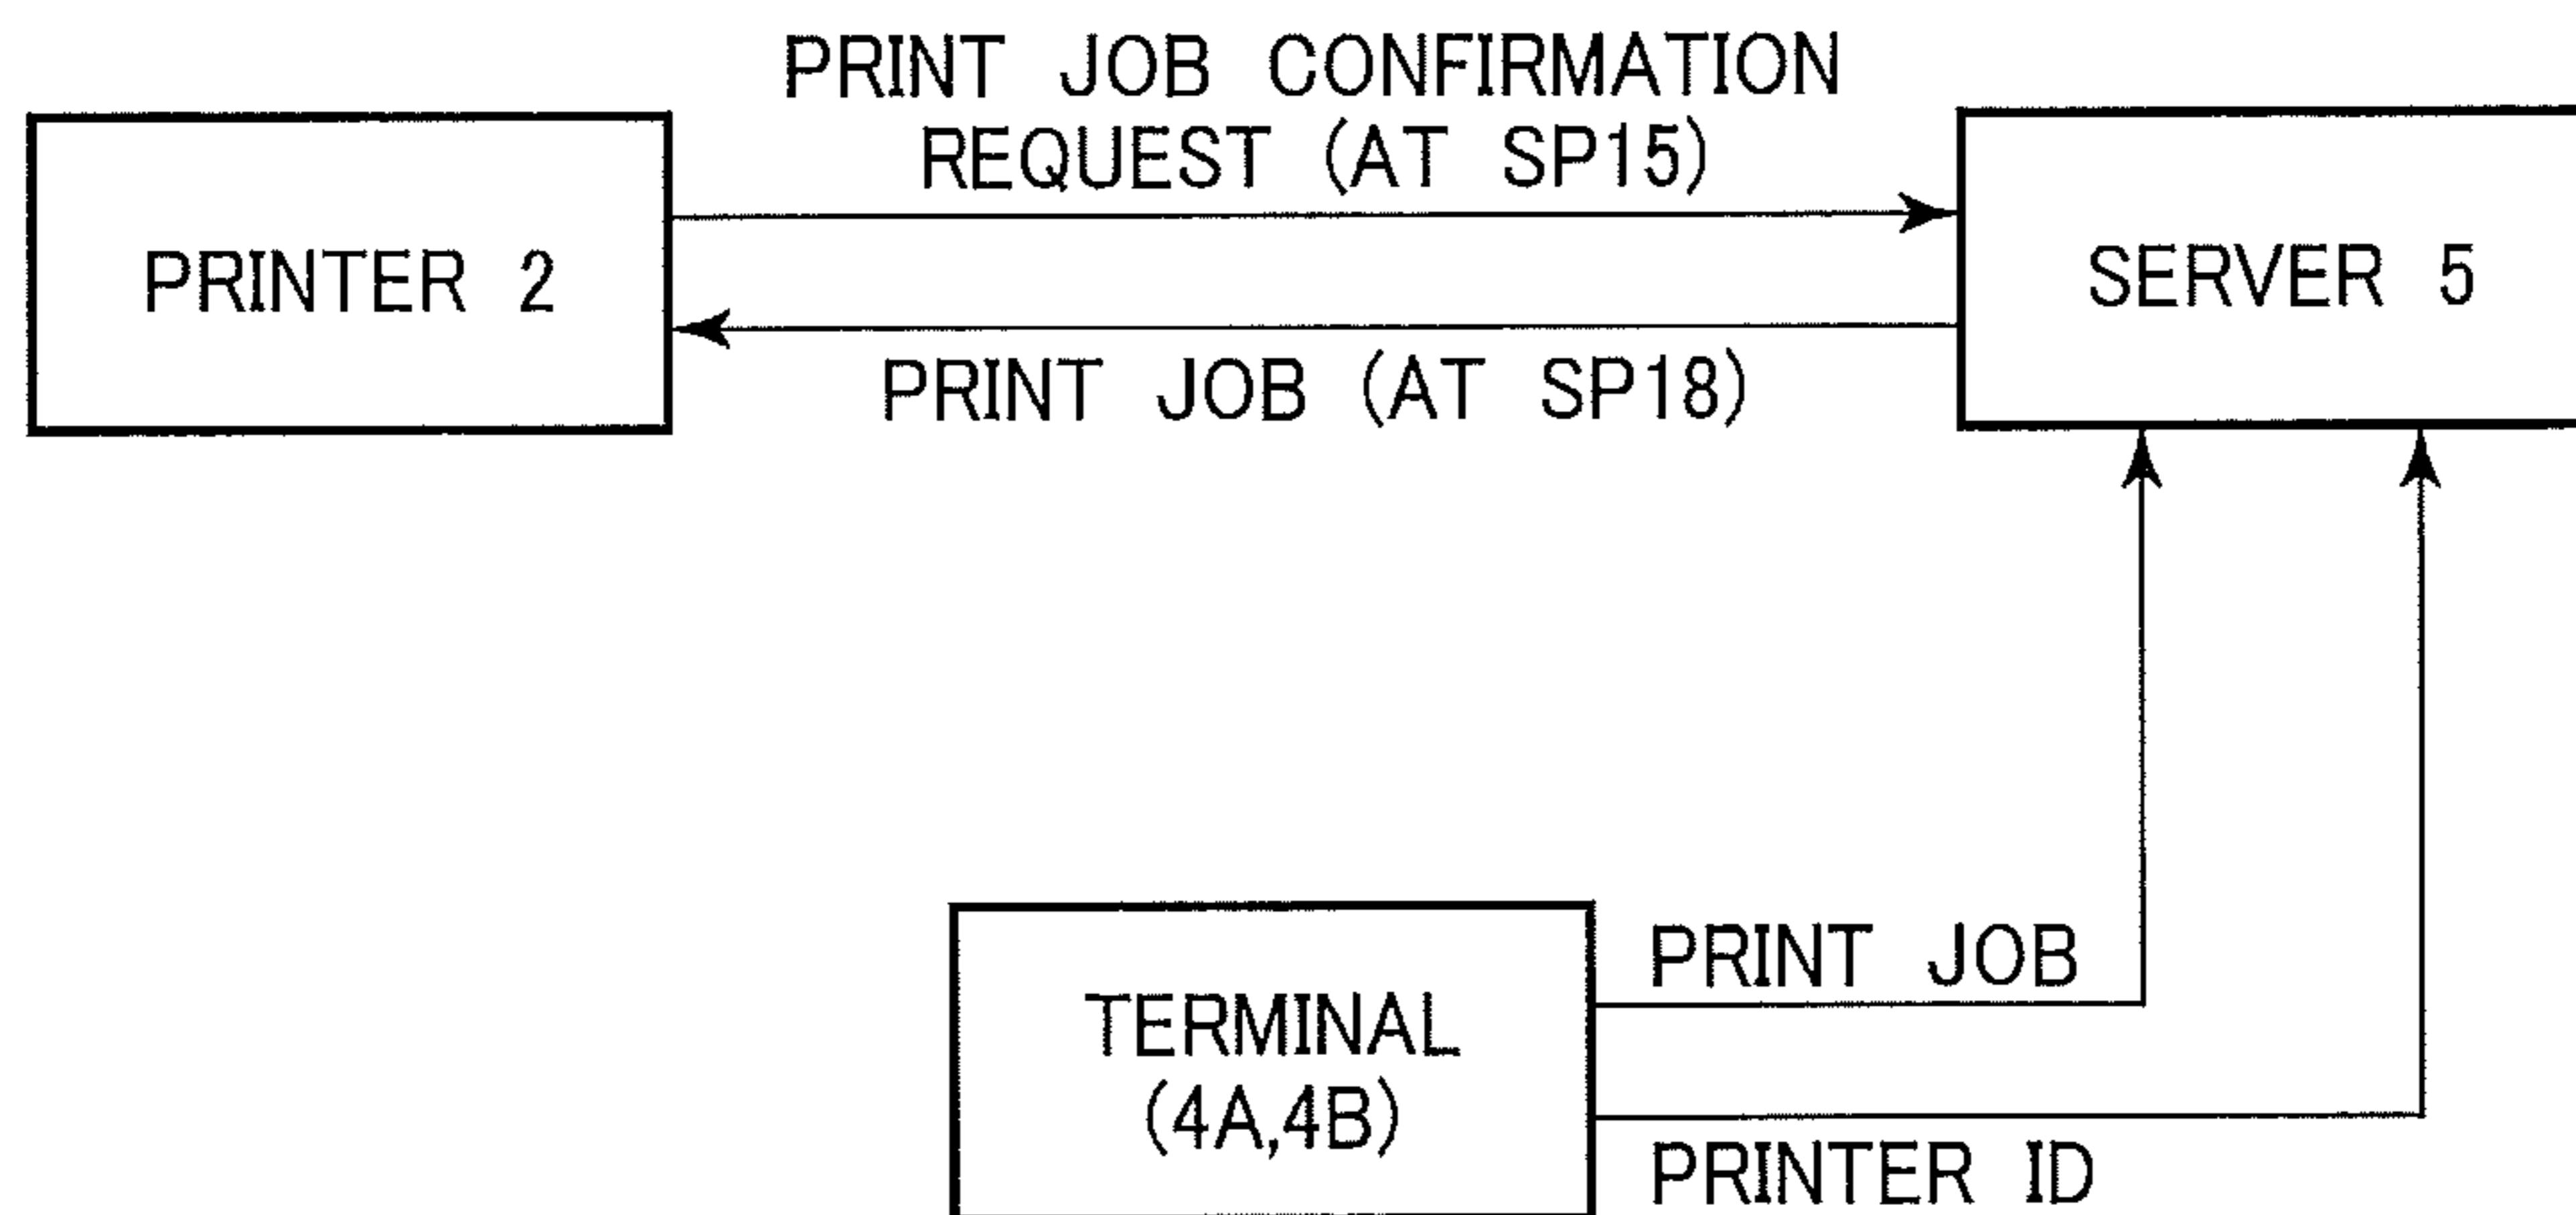 PRINT JOB CONFIRMATION
REQUEST (AT SP15)
PRINTER 2
SERVER 5
PRINT JOB (AT SP18)
PRINT JOB
TERMINAL
(4A,4B)
PRINTER ID